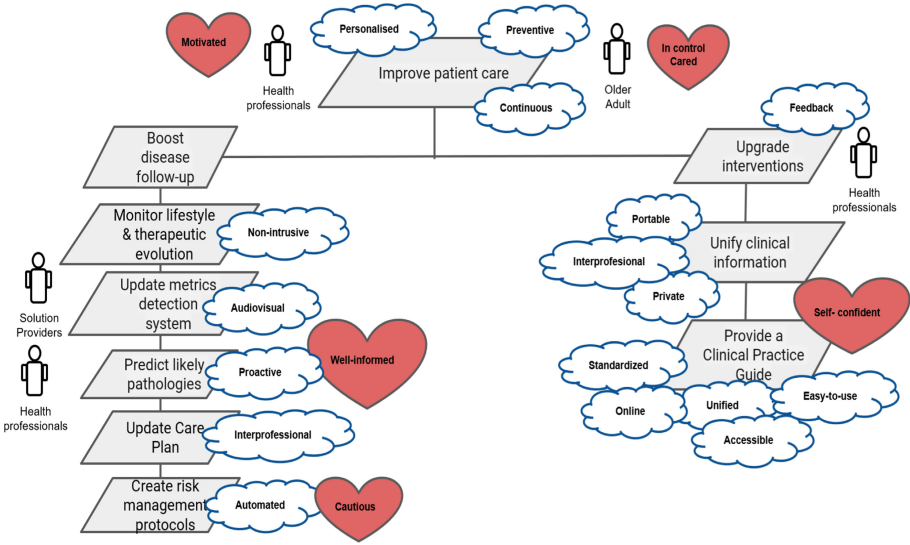 Personalised
Preventive
Motivated
In control
Cared
Improve patient care
Health
professionals
Older
Adult
Continuous
Feedback
Boost
disease
follow-up
Upgrade
interventions
Health
professionals
Monitor lifestyle
& therapeutic
evolution
Non-intrusive
Portable
Unify clinical
information
Interprofesional
Private
Solution
Providers
Update metrics
detection
system
Audiovisual
Self- confident
Provide a
Clinical Practice
Guide
Health
professionals
Predict likely
pathologies
Proactive
Well-informed
Standardized
Online
Unified
Easy-to-use
Accessible
Update Care
Plan
Interprofessional
Create risk
management
protocols
Automated
Cautious